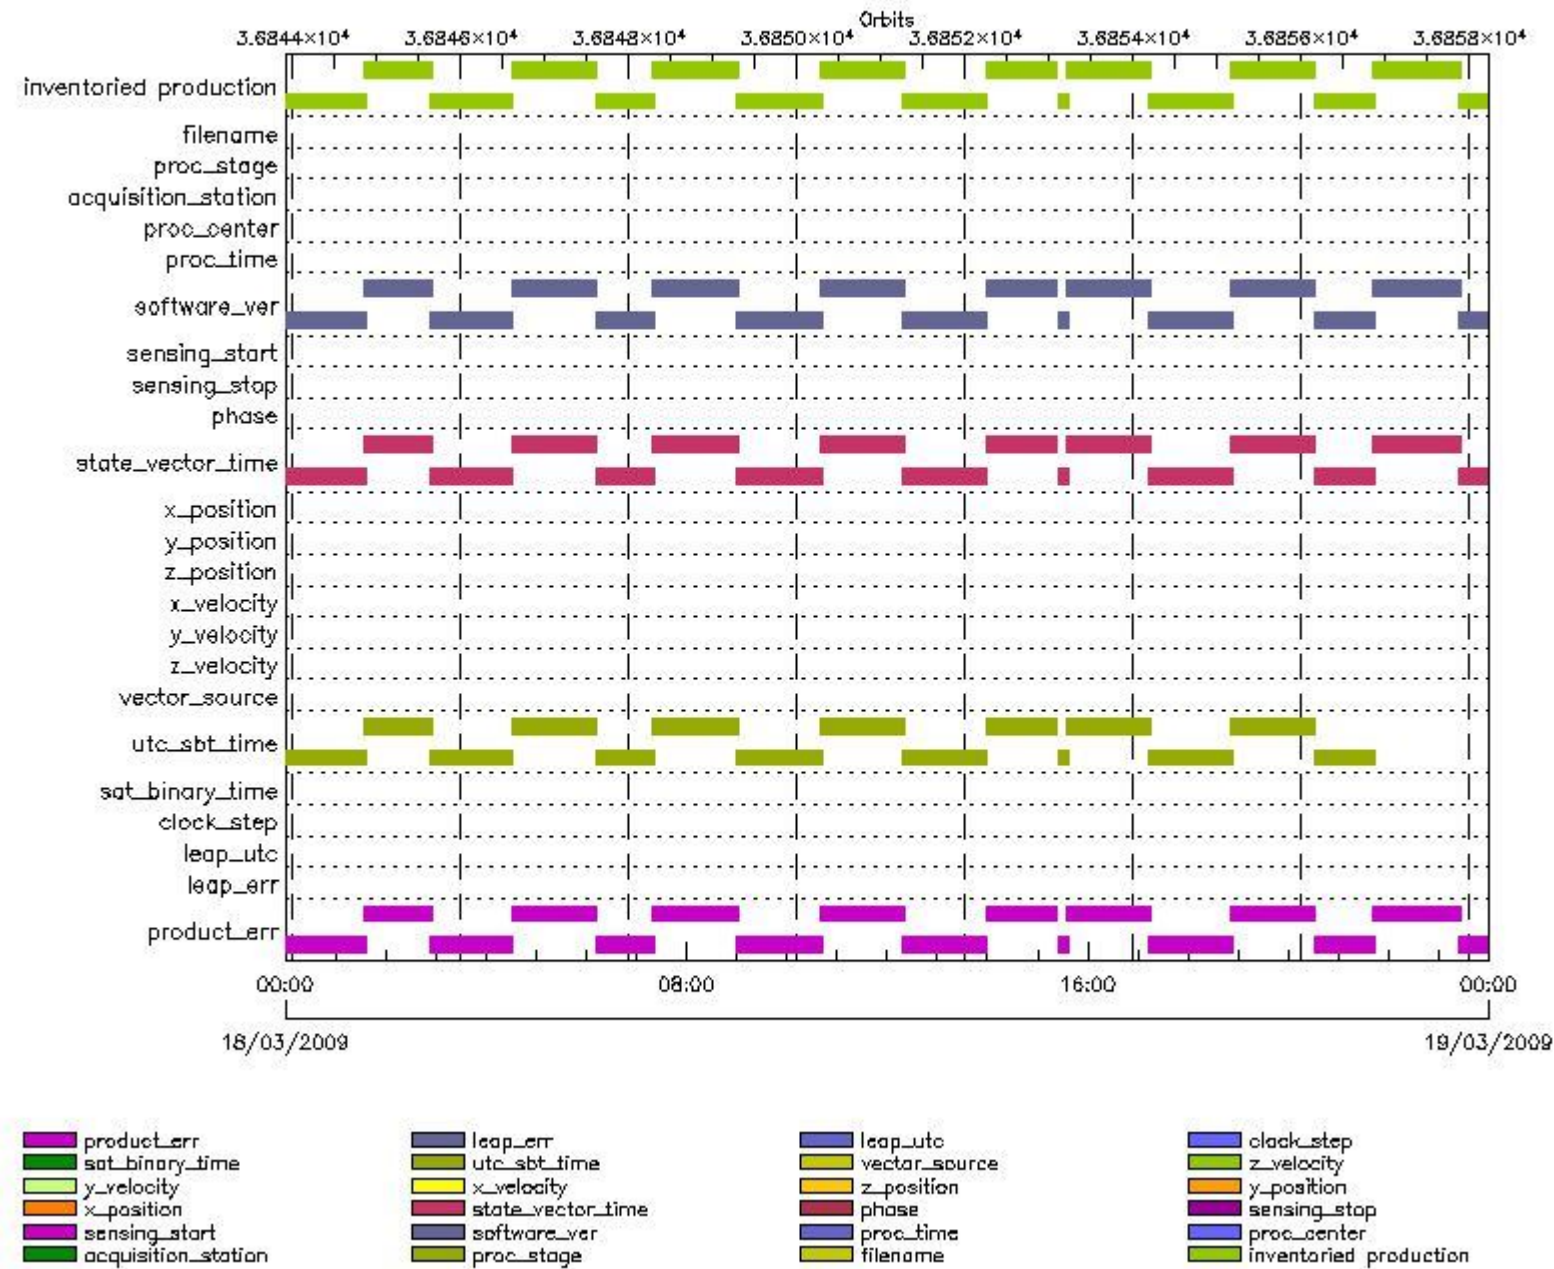 Orbits
3.6844×10⁴ 3.6846×10⁴ 3.6848×10⁴ 3.6850×10⁴ 3.6852×10⁴ 3.6854×10⁴ 3.6856×10⁴ 3.6858×10⁴
inventoried production
filename
proc_stage
acquisition_station
proc_center
proc_time
software_ver
sensing_start
sensing_stop
phase
state_vector_time
x_position
y_position
z_position
x_velocity
y_velocity
z_velocity
vector_source
utc_sbt_time
sat_binary_time
clock_step
leap_utc
leap_err
product_err
00:00 08:00 16:00 00:00
18/03/2009 19/03/2009
product_err leap_err leap_utc clock_step
sat_binary_time utc_sbt_time vector_source z_velocity
y_velocity x_velocity z_position y_position
x_position state_vector_time phase sensing_stop
sensing_start software_ver proc_time proc_center
acquisition_station proc_stage filename inventoried production